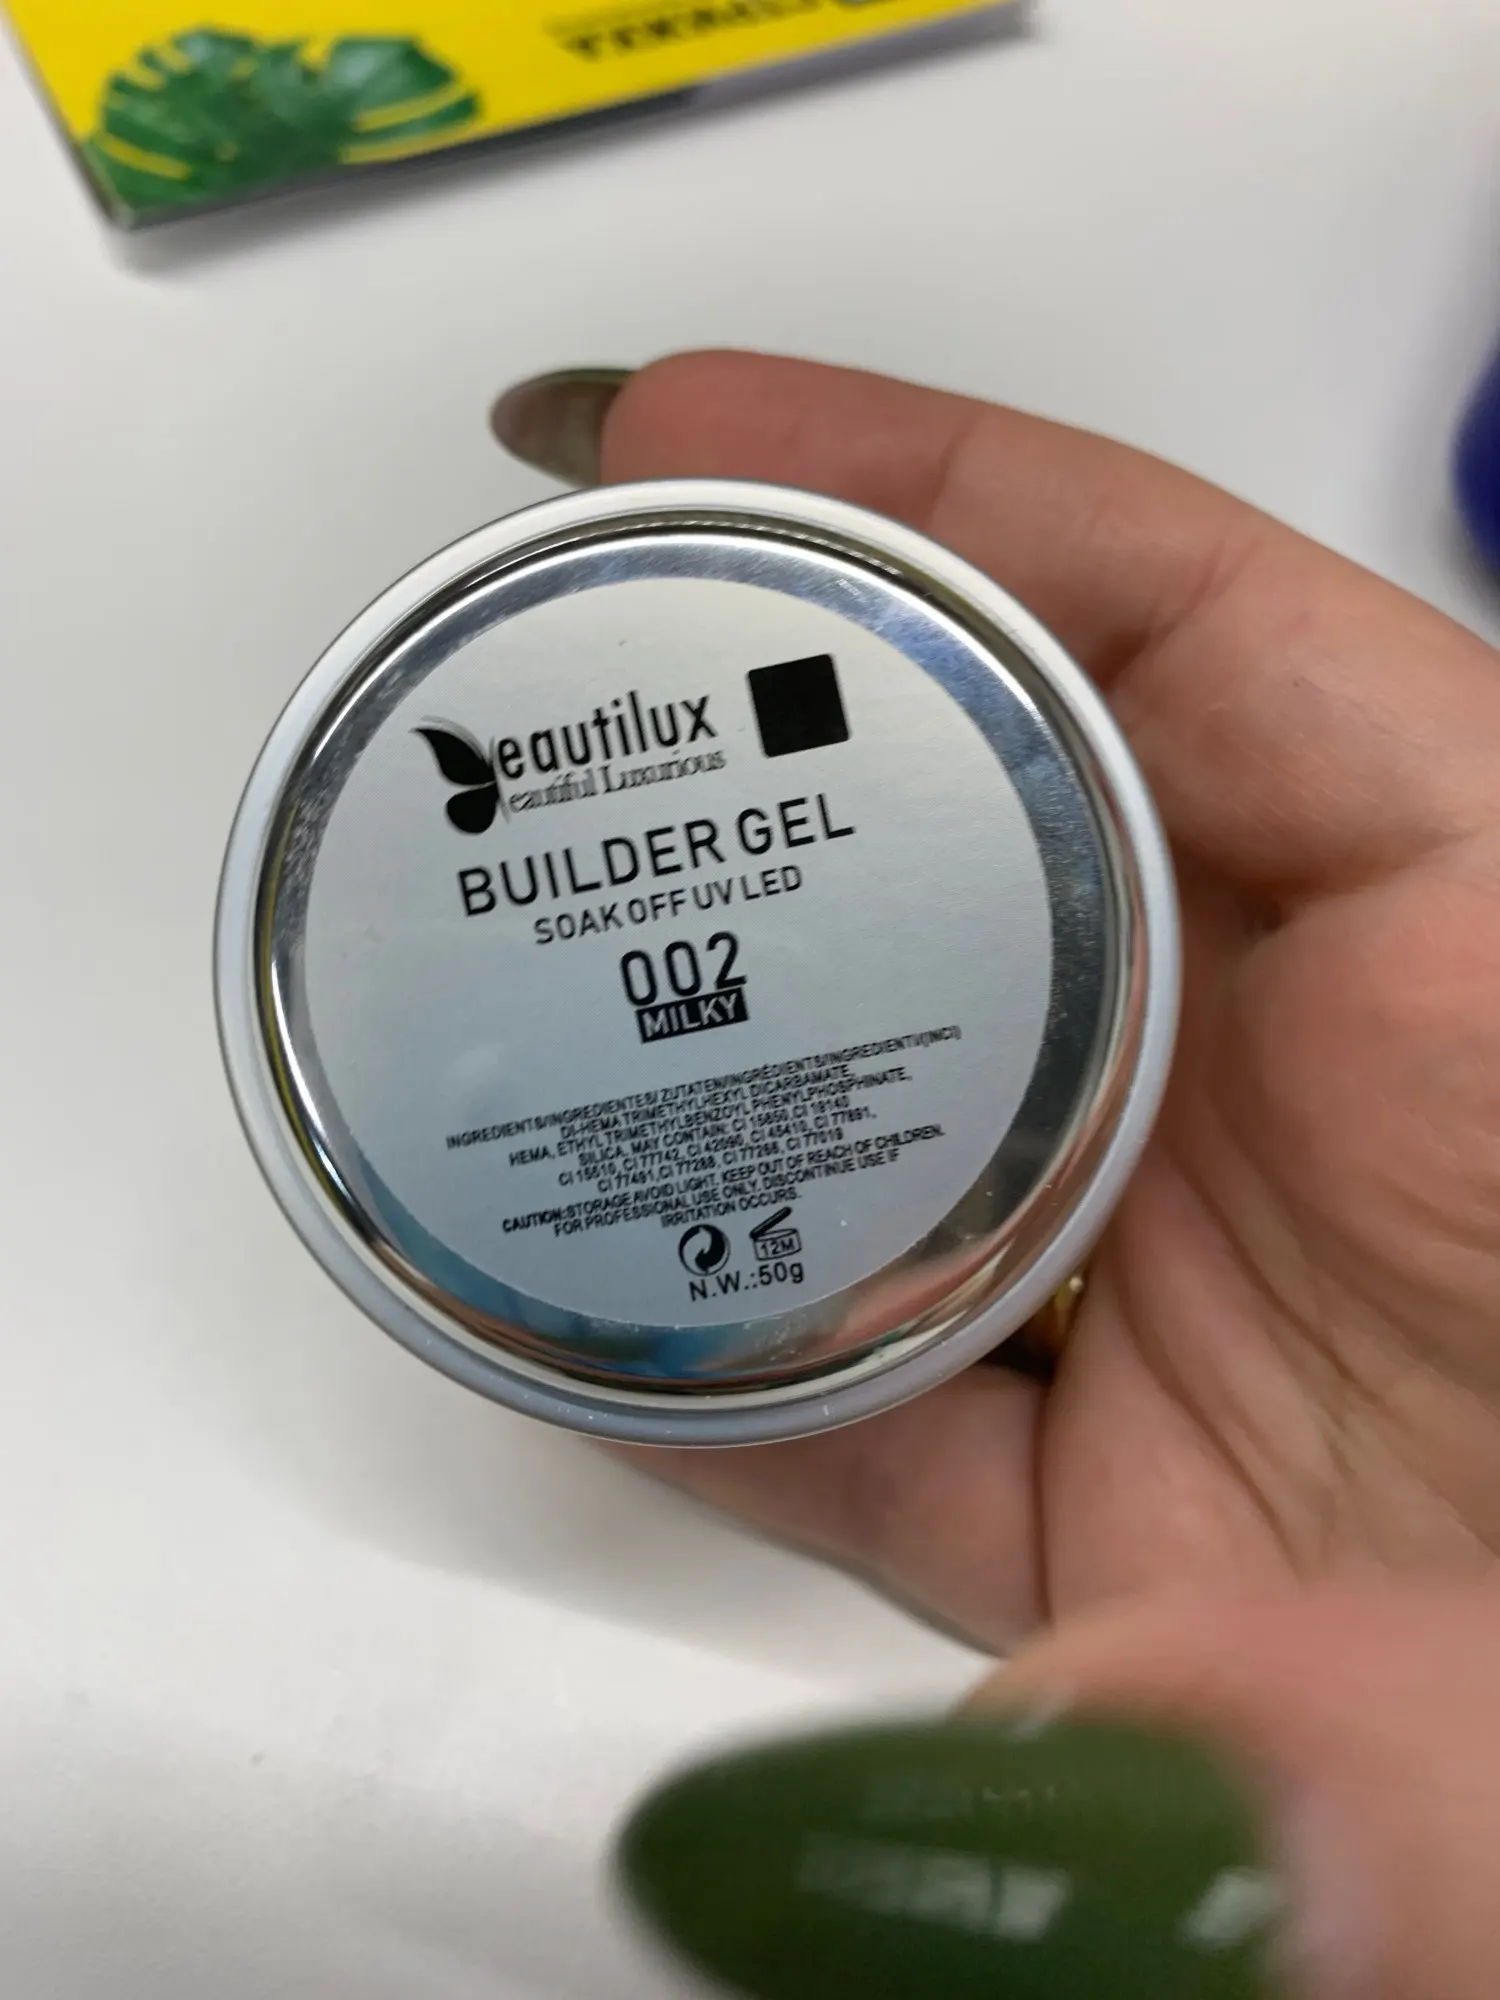 eautilux
eautiful Luxurious
BUILDER GEL
SOAK OFF UV LED
002
MILKY
INGREDIENTS/INGREDIENTES/ZUTATEN/INGRÉDIENTS/INGREDIENTI/(INCI)
DI-HEMA TRIMETHYLHEXYL DICARBAMATE,
HEMA, ETHYL TRIMETHYLBENZOYL PHENYLPHOSPHINATE,
SILICA, MAY CONTAIN: CI 15850, CI 19140
CI 15510, CI 77742, CI 42090, CI 45410, CI 77891,
CI 77491, CI 77288, CI 77266, CI 77019
CAUTION:STORAGE AVOID LIGHT. KEEP OUT OF REACH OF CHILDREN.
FOR PROFESSIONAL USE ONLY. DISCONTINUE USE IF
IRRITATION OCCURS.
12M
N.W.:50g